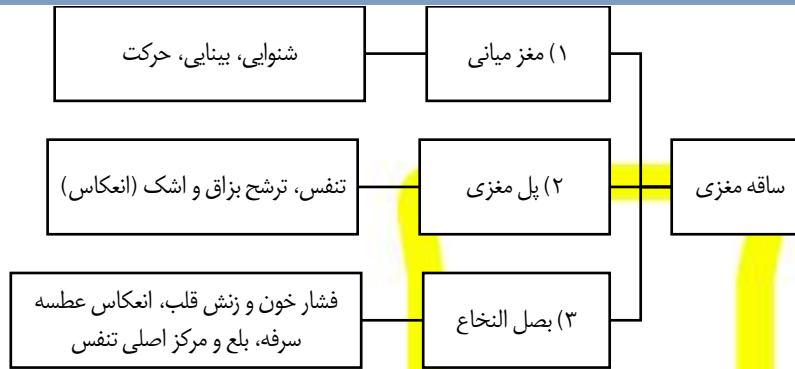 ساقه مغزی
۱) مغز میانی
شنوایی، بینایی، حرکت
۲) پل مغزی
تنفس، ترشح بزاق و اشک (انعکاس)
۳) بصل النخاع
فشار خون و زنش قلب، انعکاس عطسه
سرفه، بلع و مرکز اصلی تنفس